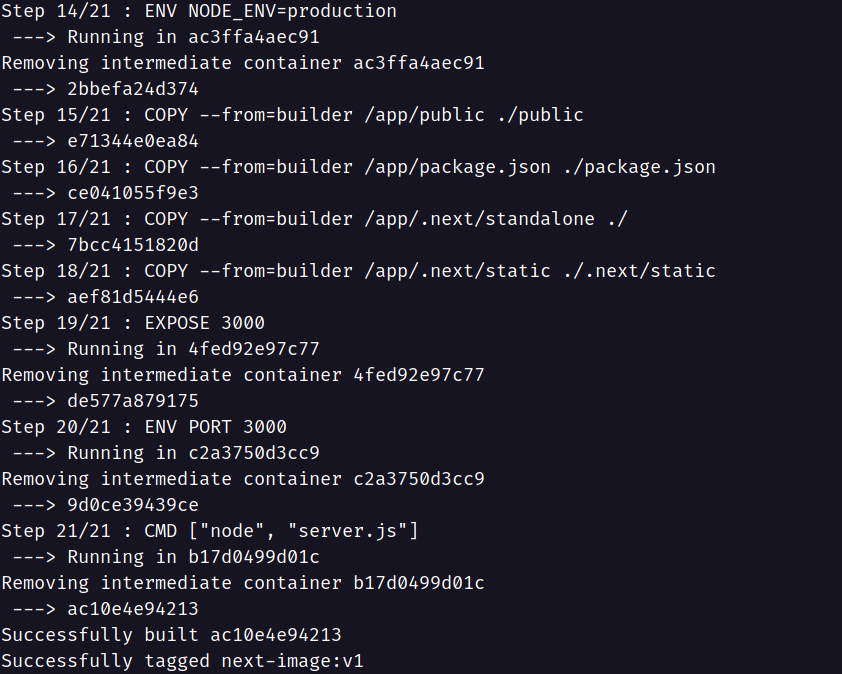 Step 14/21 : ENV NODE_ENV=production
 ---> Running in ac3ffa4aec91
Removing intermediate container ac3ffa4aec91
 ---> 2bbefa24d374
Step 15/21 : COPY --from=builder /app/public ./public
 ---> e71344e0ea84
Step 16/21 : COPY --from=builder /app/package.json ./package.json
 ---> ce041055f9e3
Step 17/21 : COPY --from=builder /app/.next/standalone ./
 ---> 7bcc4151820d
Step 18/21 : COPY --from=builder /app/.next/static ./.next/static
 ---> aef81d5444e6
Step 19/21 : EXPOSE 3000
 ---> Running in 4fed92e97c77
Removing intermediate container 4fed92e97c77
 ---> de577a879175
Step 20/21 : ENV PORT 3000
 ---> Running in c2a3750d3cc9
Removing intermediate container c2a3750d3cc9
 ---> 9d0ce39439ce
Step 21/21 : CMD ["node", "server.js"]
 ---> Running in b17d0499d01c
Removing intermediate container b17d0499d01c
 ---> ac10e4e94213
Successfully built ac10e4e94213
Successfully tagged next-image:v1